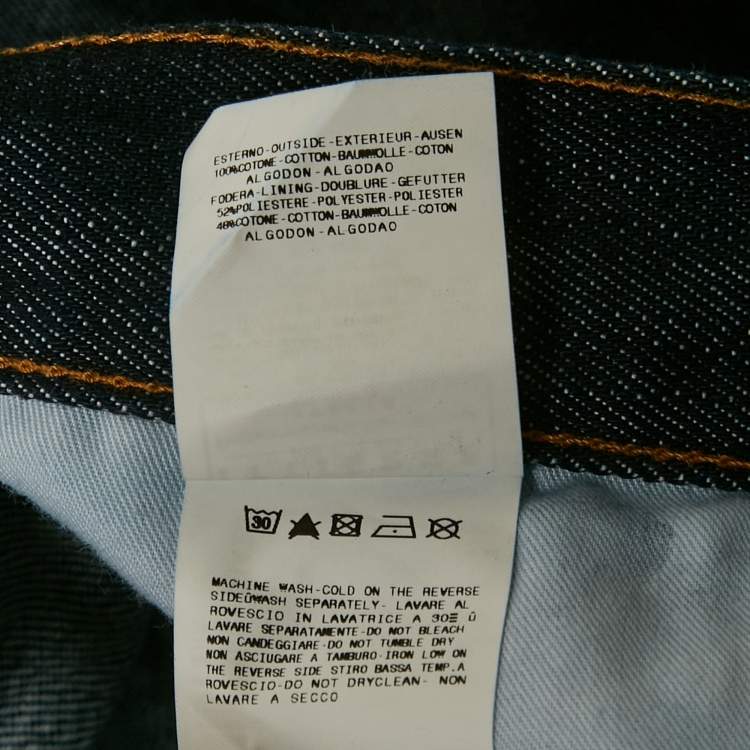 ESTERNO-OUTSIDE-EXTERIEUR-AUSEN
100%COTONE-COTTON-BAUMWOLLE-COTON
ALGODON-ALGODAO
FODERA-LINING-DOUBLURE-GEFUTTER
52%POLIESTERE-POLYESTER-POLIESTER
48%COTONE-COTTON-BAUMWOLLE-COTON
ALGODON-ALGODAO
30
MACHINE WASH-COLD ON THE REVERSE
SIDEÛWASH SEPARATELY- LAVARE AL
ROVESCIO IN LAVATRICE A 30Ξ Û
LAVARE SEPARATAMENTE-DO NOT BLEACH
NON CANDEGGIARE-DO NOT TUMBLE DRY
NON ASCIUGARE A TAMBURO-IRON LOW ON
THE REVERSE SIDE STIRO BASSA TEMP.A
ROVESCIO-DO NOT DRYCLEAN- NON
LAVARE A SECCO